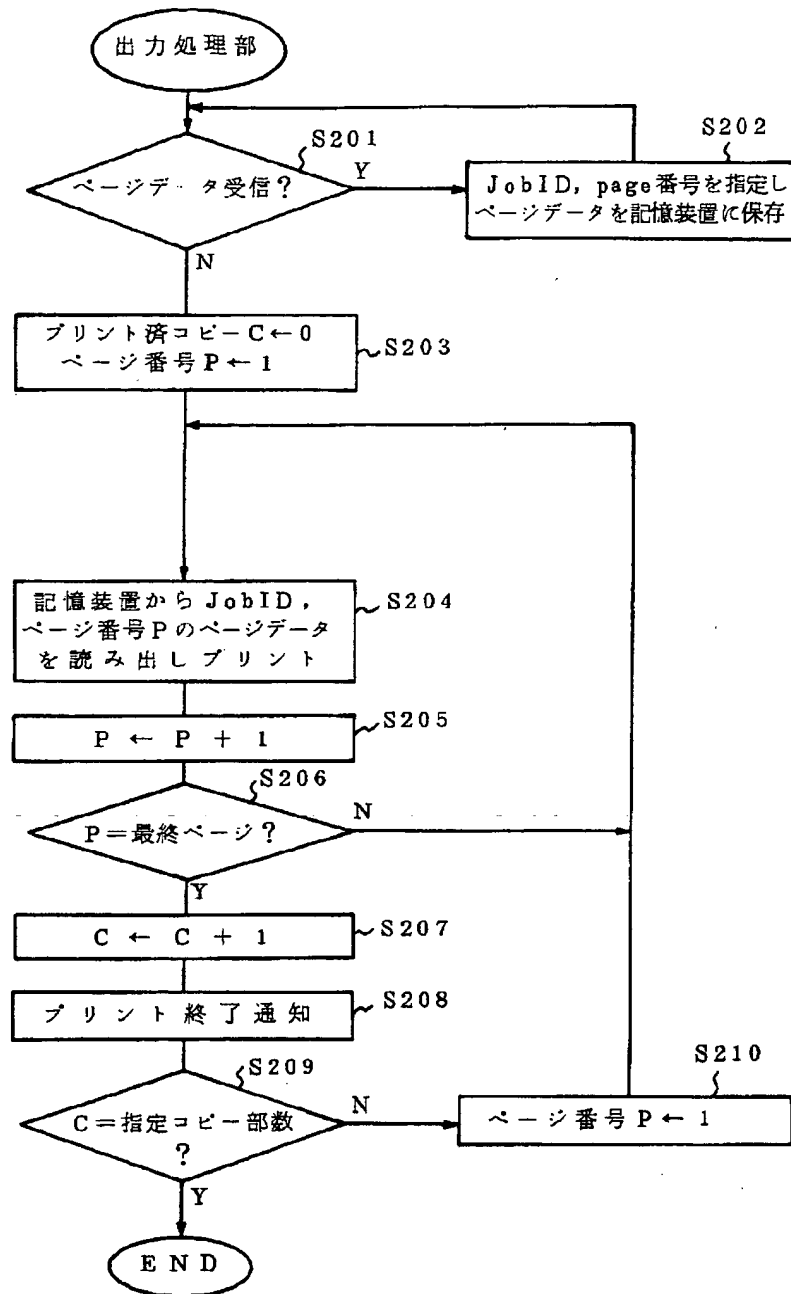 出力処理部
S201
ページデータ受信?
Y
N
S202
JobID, page番号を指定し
ページデータを記憶装置に保存
プリント済コピーC←0
ページ番号P←1
S203
記憶装置からJobID,
ページ番号Pのページデータ
を読み出しプリント
S204
P ← P + 1
S205
S206
P=最終ページ?
N
Y
C ← C + 1
S207
プリント終了通知
S208
S209
C=指定コピー部数
?
N
Y
S210
ページ番号P←1
END